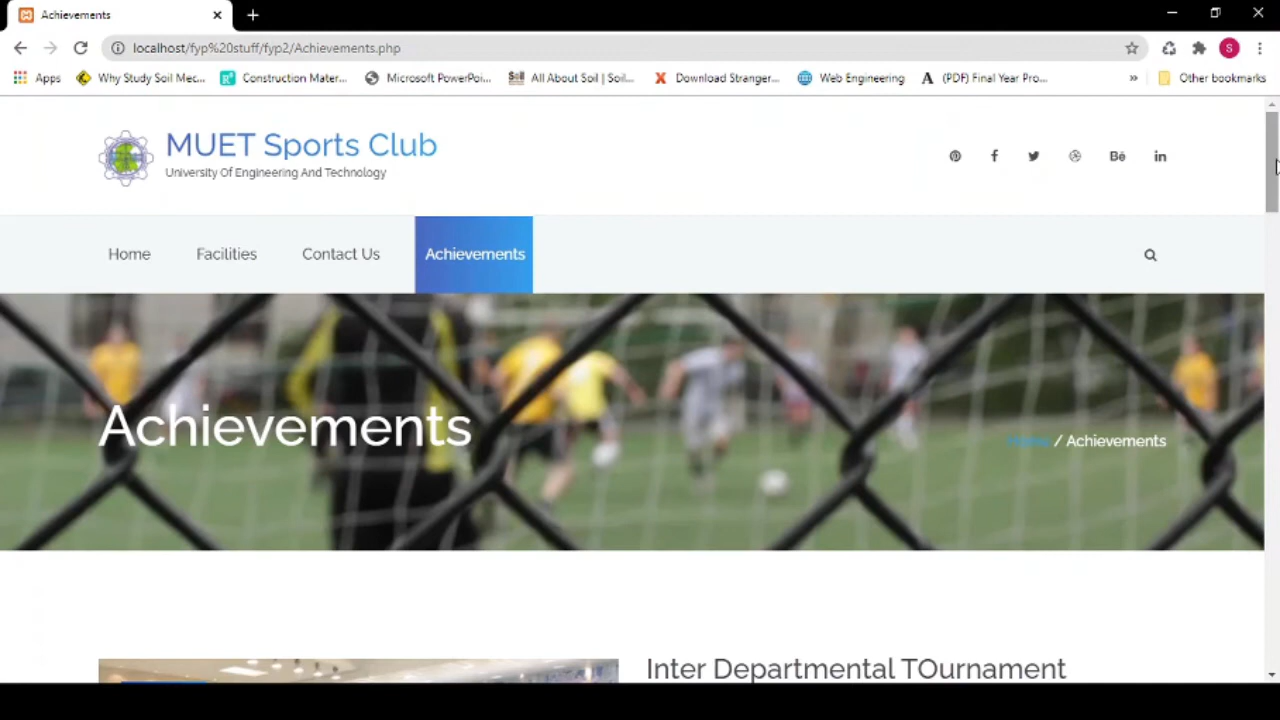 Achievements
localhost/fyp%20stuff/fyp2/Achievements.php
S
Apps Why Study Soil Mec... Construction Mater... Microsoft PowerPoi... All About Soil | Soil... Download Stranger... Web Engineering (PDF) Final Year Pro... » Other bookmarks
MUET Sports Club
University Of Engineering And Technology
Home Facilities Contact Us Achievements
Achievements
Home / Achievements
Inter Departmental TOurnament